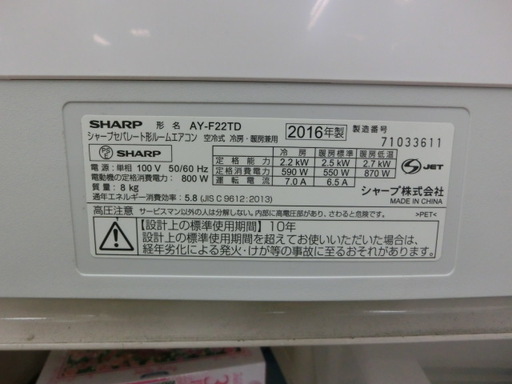 SHARP 形名 AY-F22TD 2016年製 製造番号
シャープセパレート形ルームエアコン 空冷式 冷房・暖房兼用 71033611
PS E SHARP 冷房 暖房標準 暖房低温
定格能力 2.2 kW 2.5 kW 2.7 kW
電源:単相 100 V 50/60 Hz 定格消費電力 590 W 550 W 870 W JET
電動機の定格消費電力: 800 W 運転電流 7.0 A 6.5 A
質量: 8 kg シャープ株式会社
通年エネルギー消費効率: 5.8 (JIS C 9612:2013) MADE IN CHINA
高圧注意 サービスマン以外の人は分解しない。内部に高電圧部があり、さわると危険です。 >PET<
【設計上の標準使用期間】10年
設計上の標準使用期間を超えてお使いいただいた場合は、
経年劣化による発火・けが等の事故に至るおそれがあります。